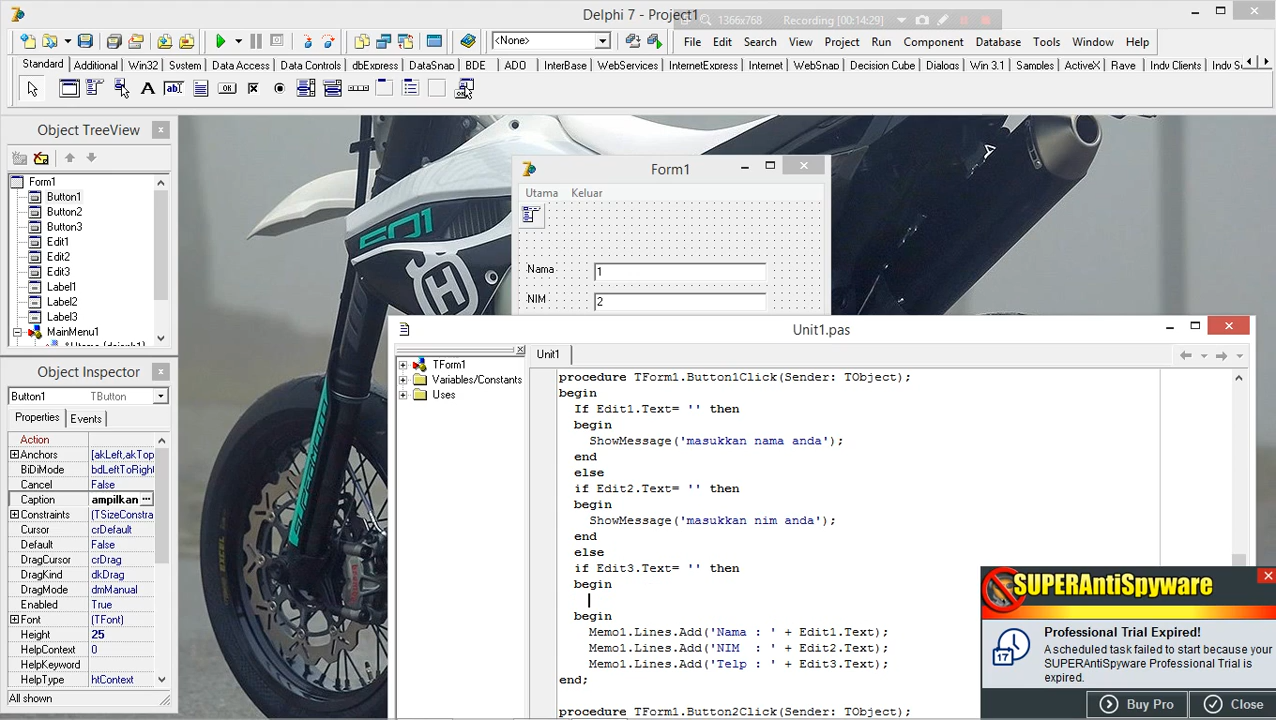 Delphi 7 - Project1
1366x768 Recording [00:14:29]
<None>
File Edit Search View Project Run Component Database Tools Window Help
Standard Additional Win32 System Data Access Data Controls dbExpress DataSnap BDE ADO InterBase WebServices InternetExpress Internet WebSnap Decision Cube Dialogs Win 3.1 Samples ActiveX Rave Indy Clients Indy S
Object TreeView
Form1
Button1
Button2
Button3
Edit1
Edit2
Edit3
Label1
Label2
Label3
MainMenu1
Object Inspector
Button1 TButton
Properties Events
Action
Anchors [akLeft,akTop
BiDiMode bdLeftToRigh
Cancel False
Caption ampilkan ...
Constraints (TSizeConstra
Cursor crDefault
Default False
DragCursor crDrag
DragKind dkDrag
DragMode dmManual
Enabled True
Font (TFont)
Height 25
HelpContext 0
HelpKeyword
HelpType htContext
All shown
Form1
Utama Keluar
Nama 1
NIM 2
Unit1.pas
Unit1
TForm1
Variables/Constants
Uses
procedure TForm1.Button1Click(Sender: TObject);
begin
If Edit1.Text= '' then
begin
ShowMessage('masukkan nama anda');
end
else
if Edit2.Text= '' then
begin
ShowMessage('masukkan nim anda');
end
else
if Edit3.Text= '' then
begin
begin
Memo1.Lines.Add('Nama : ' + Edit1.Text);
Memo1.Lines.Add('NIM  : ' + Edit2.Text);
Memo1.Lines.Add('Telp : ' + Edit3.Text);
end;
procedure TForm1.Button2Click(Sender: TObject);
SUPERAntiSpyware
Professional Trial Expired!
A scheduled task failed to start because your
SUPERAntiSpyware Professional Trial is
expired.
17
Buy Pro Close